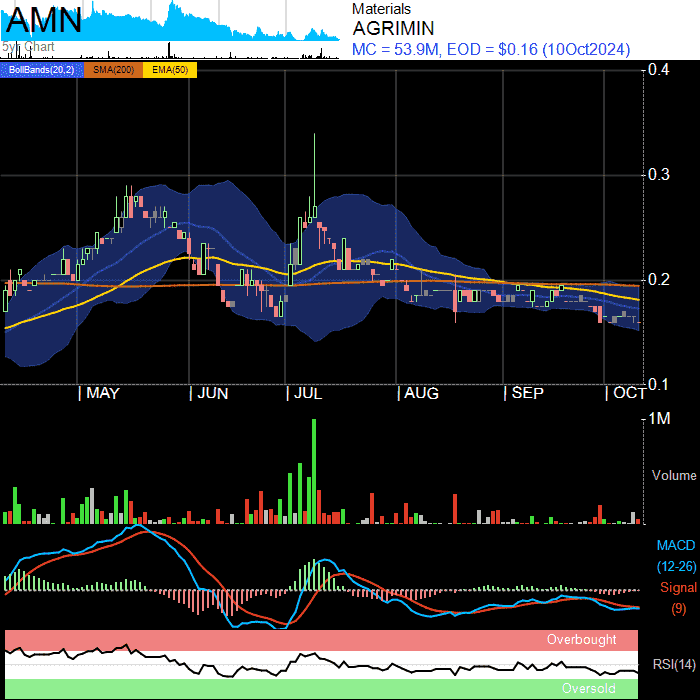 AMN
5yr Chart
Materials
AGRIMIN
MC = 53.9M, EOD = $0.16 (10Oct2024)
BollBands(20,2) SMA(200) EMA(50)
0.4
0.3
0.2
0.1
| MAY | JUN | JUL | AUG | SEP | OCT
1M
Volume
MACD
(12-26)
Signal
(9)
Overbought
RSI(14)
Oversold